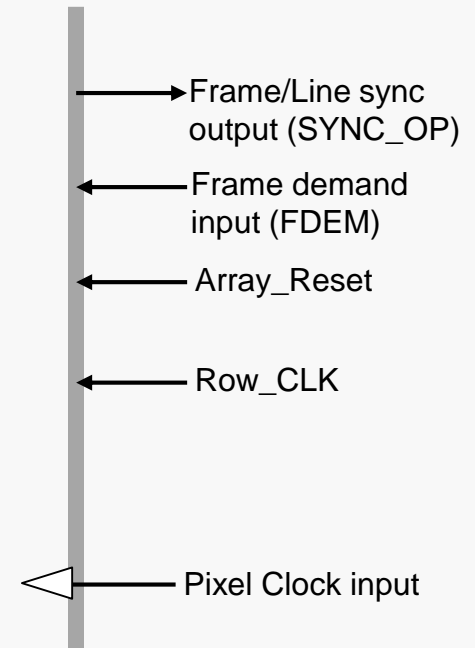 Frame/Line sync
output (SYNC_OP)
Frame demand
input (FDEM)
Array_Reset
Row_CLK
Pixel Clock input